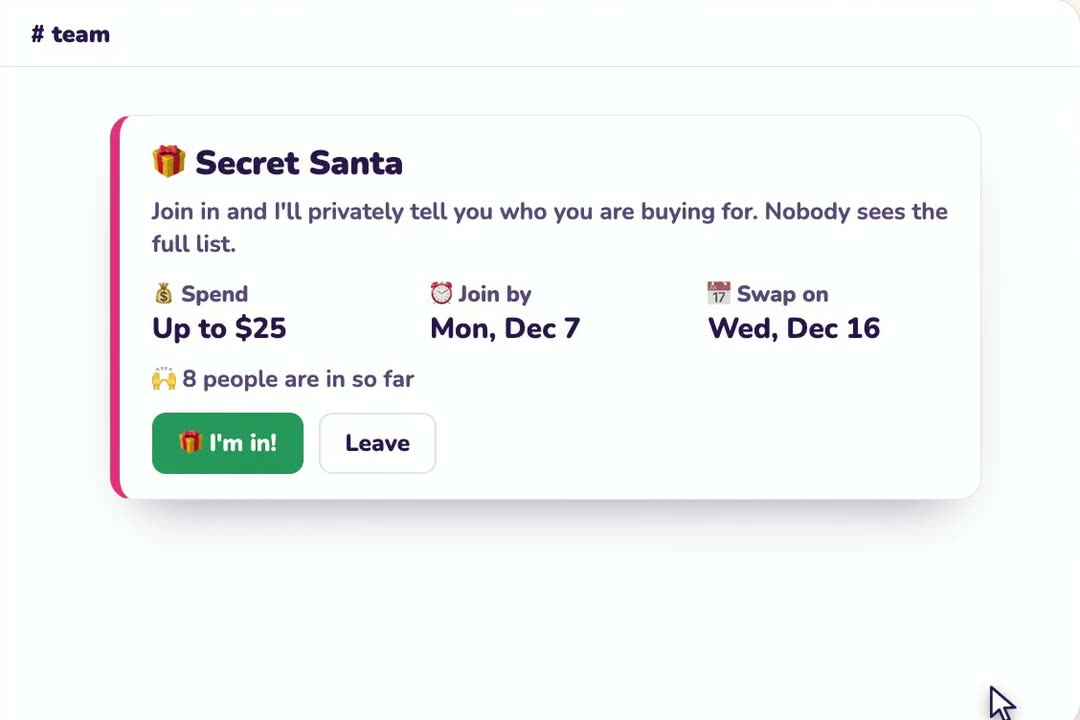 # team
🎁 Secret Santa
Join in and I'll privately tell you who you are buying for. Nobody sees the
full list.
💰 Spend
Up to $25
⏰ Join by
Mon, Dec 7
📅 Swap on
Wed, Dec 16
🙌 8 people are in so far
🎁 I'm in!
Leave